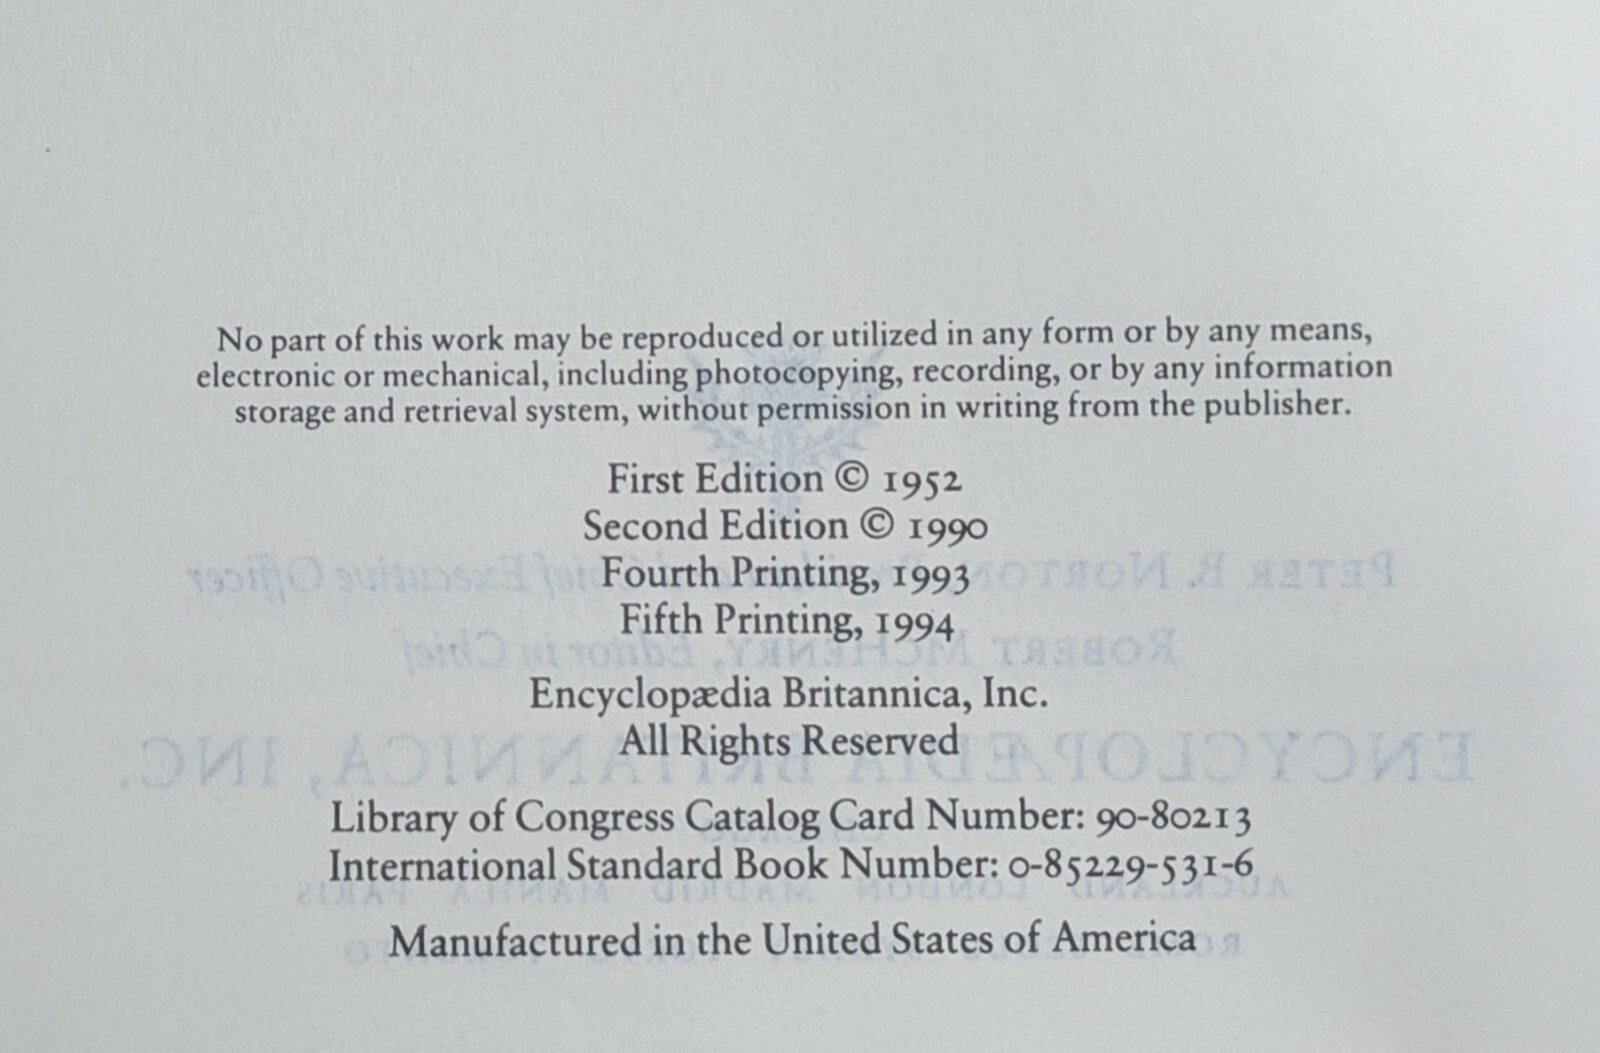 No part of this work may be reproduced or utilized in any form or by any means,
electronic or mechanical, including photocopying, recording, or by any information
storage and retrieval system, without permission in writing from the publisher.
First Edition © 1952
Second Edition © 1990
Fourth Printing, 1993
Fifth Printing, 1994
Encyclopædia Britannica, Inc.
All Rights Reserved
Library of Congress Catalog Card Number: 90-80213
International Standard Book Number: 0-85229-531-6
Manufactured in the United States of America